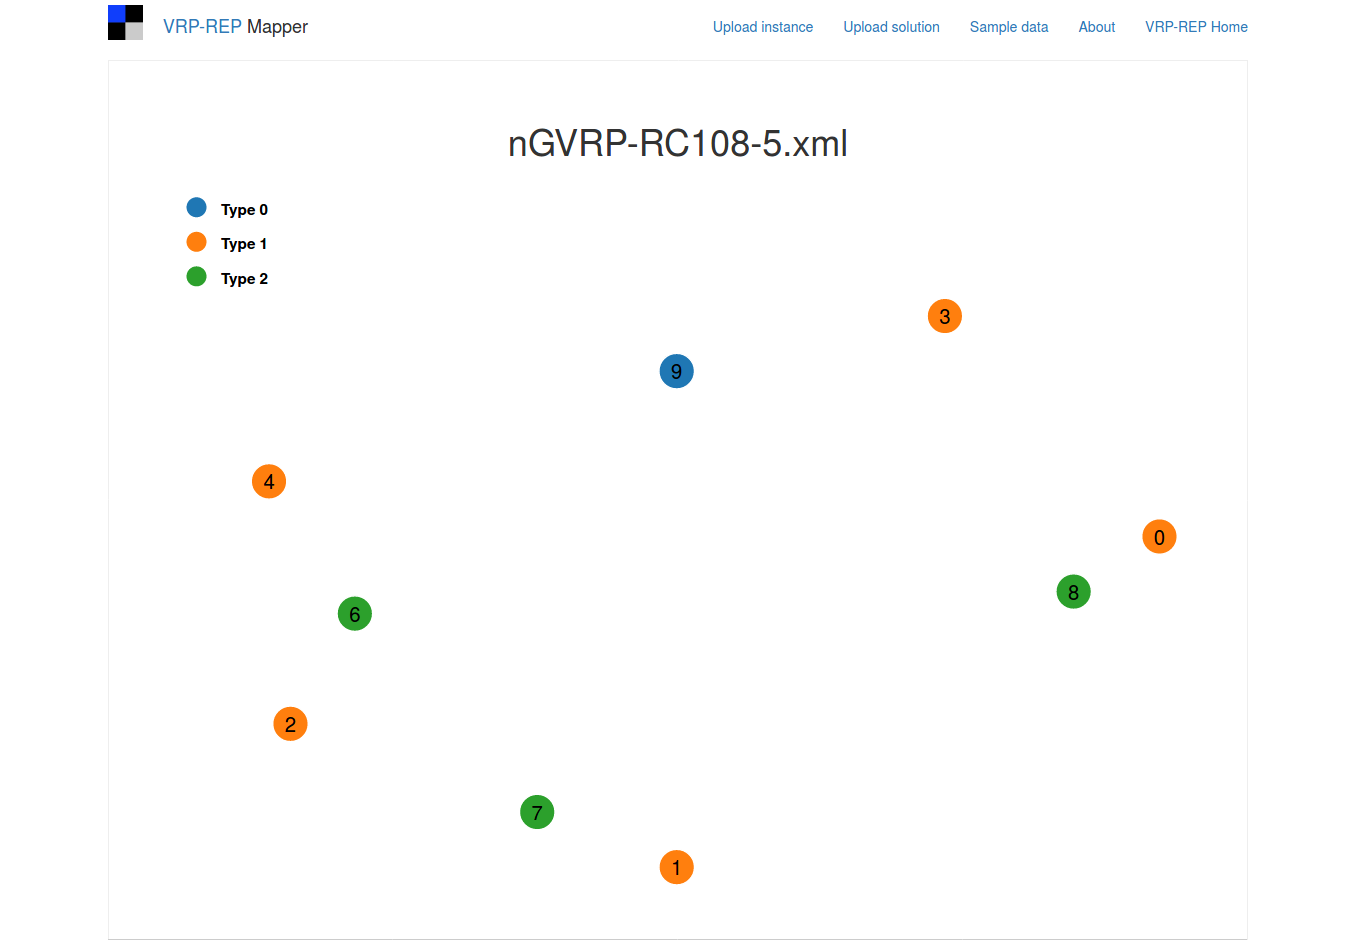 VRP-REP Mapper
Upload instance
Upload solution
Sample data
About
VRP-REP Home
nGVRP-RC108-5.xml
Type 0
Type 1
Type 2
3
9
4
0
8
6
2
7
1